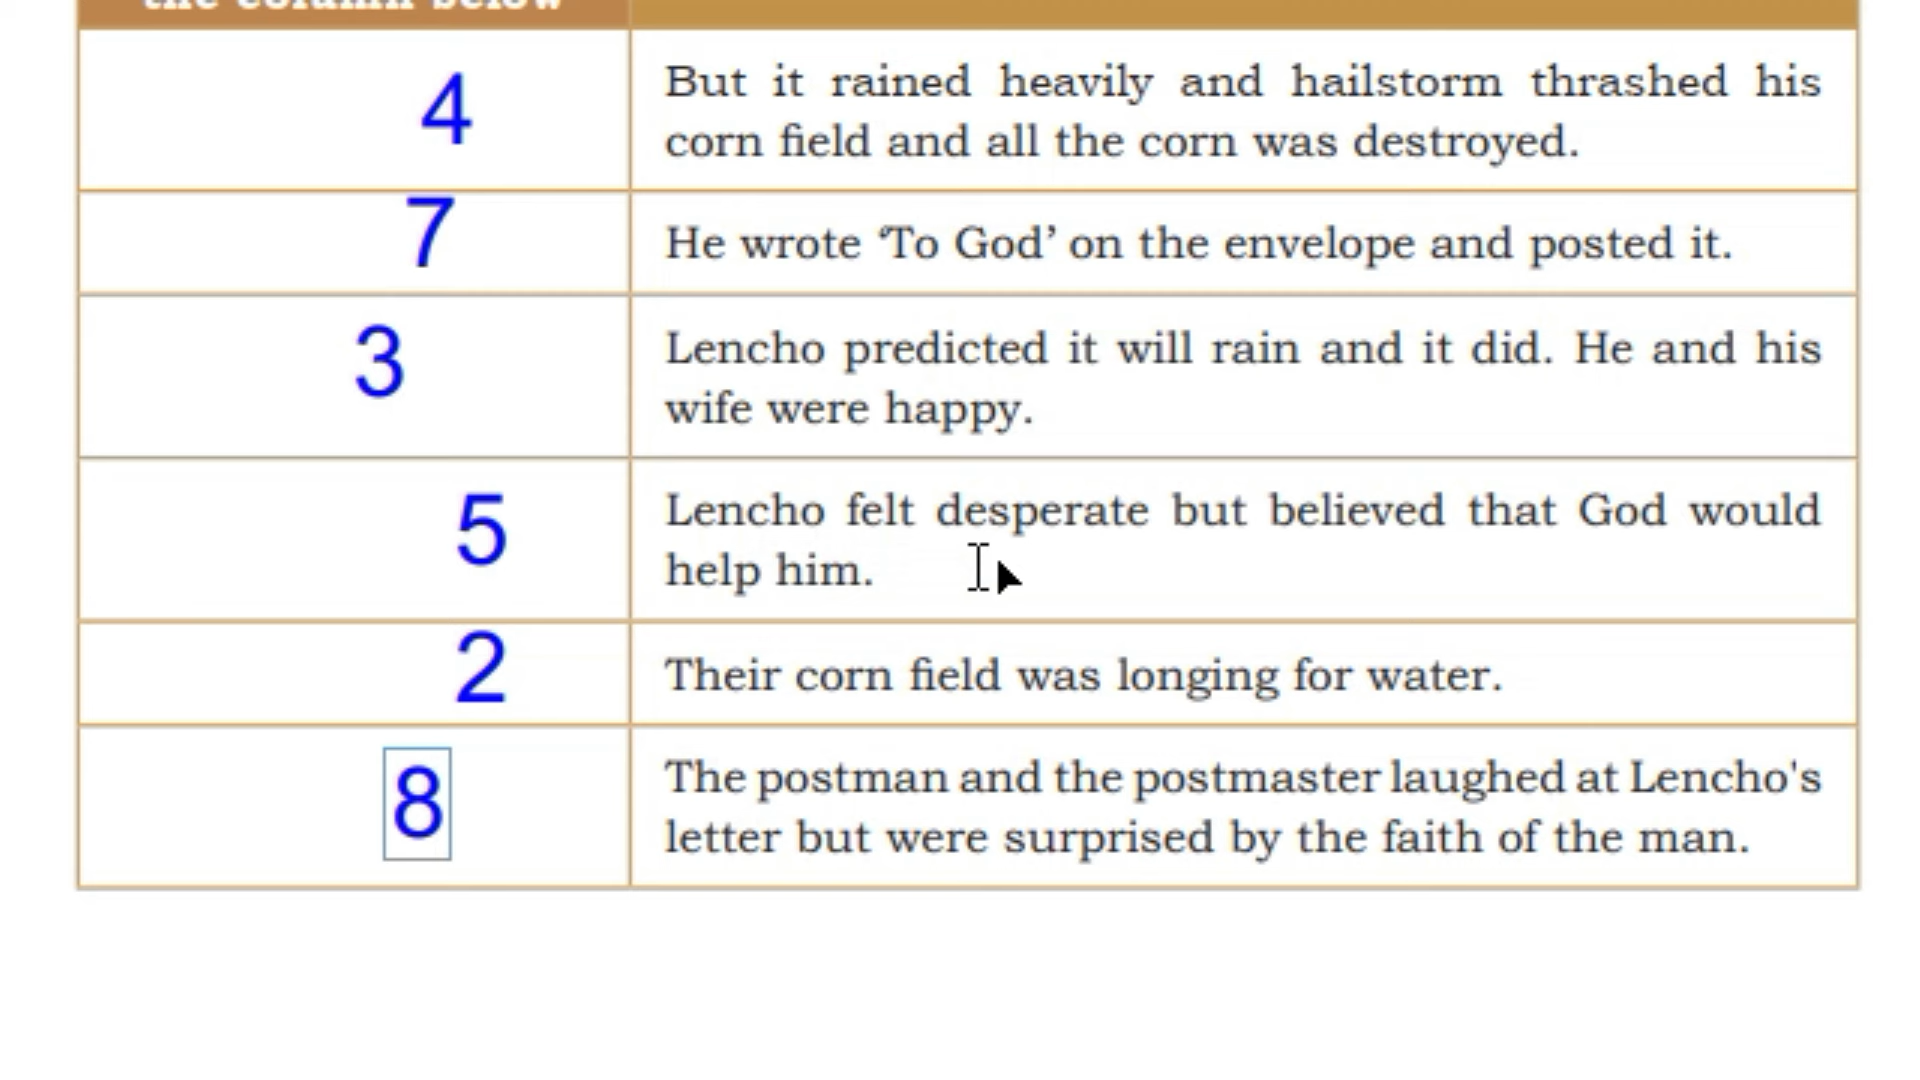 the column below
4
But it rained heavily and hailstorm thrashed his
corn field and all the corn was destroyed.
7
He wrote ‘To God’ on the envelope and posted it.
3
Lencho predicted it will rain and it did. He and his
wife were happy.
5
Lencho felt desperate but believed that God would
help him.
2
Their corn field was longing for water.
8
The postman and the postmaster laughed at Lencho's
letter but were surprised by the faith of the man.